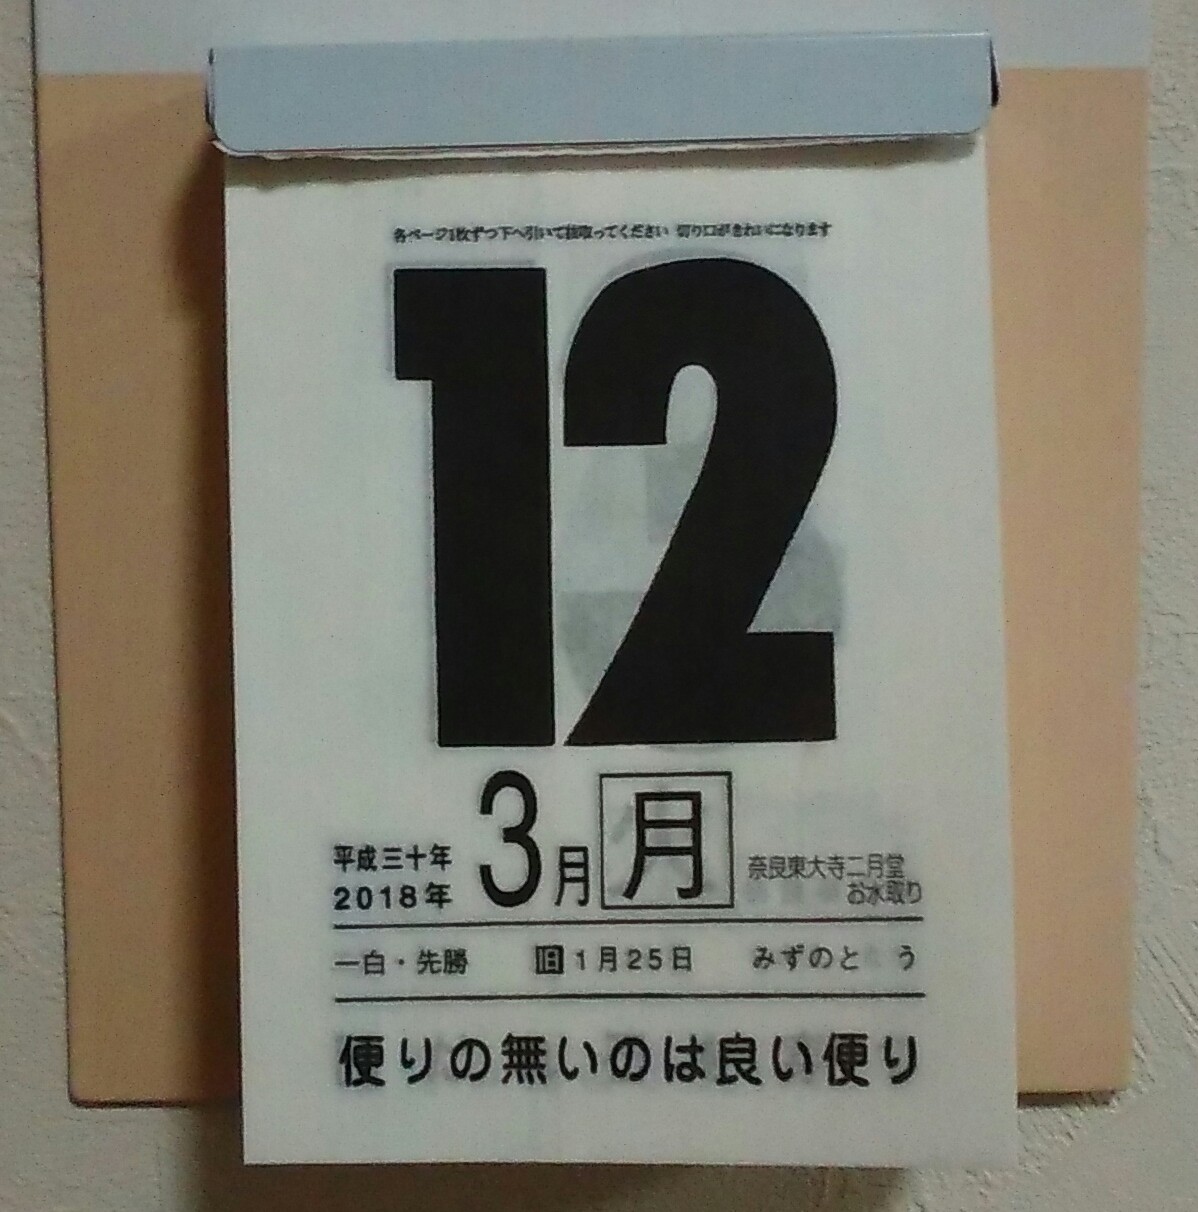 各ページ1枚ずつ下へ引いて抜取ってください 切り口がきれいになります
12
平成三十年
2018年
3月
月
奈良東大寺二月堂
お水取り
一白・先勝 旧1月25日 みずのと う
便りの無いのは良い便り